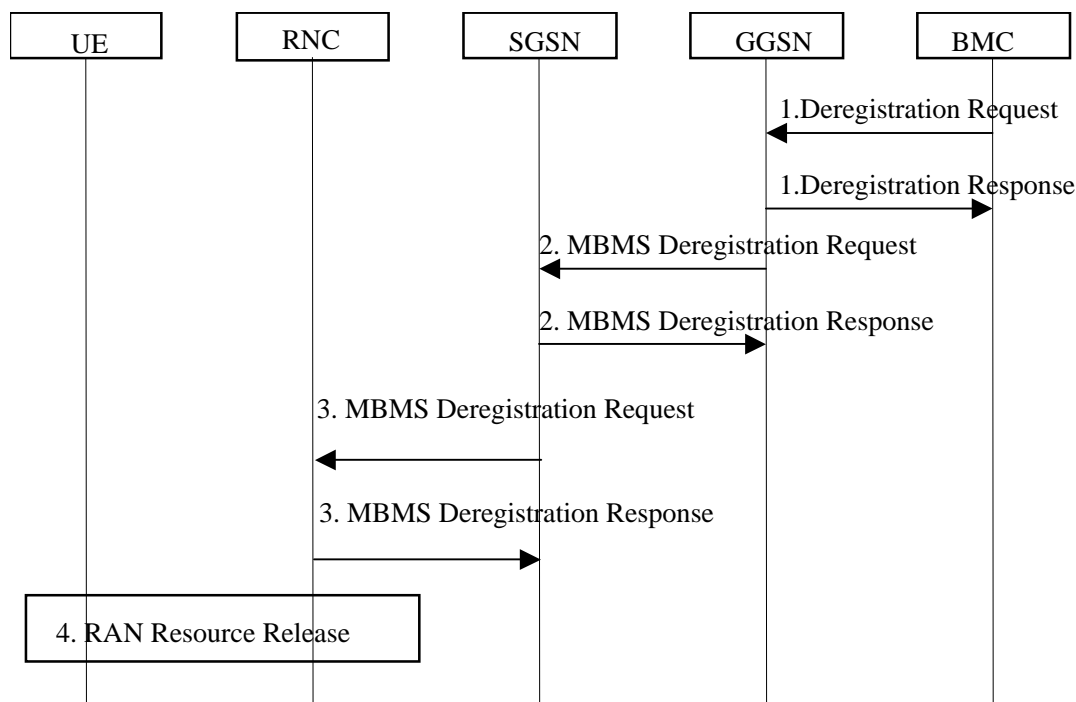 UE
RNC
SGSN
GGSN
BMC
1.Deregistration Request
1.Deregistration Response
2. MBMS Deregistration Request
2. MBMS Deregistration Response
3. MBMS Deregistration Request
3. MBMS Deregistration Response
4. RAN Resource Release